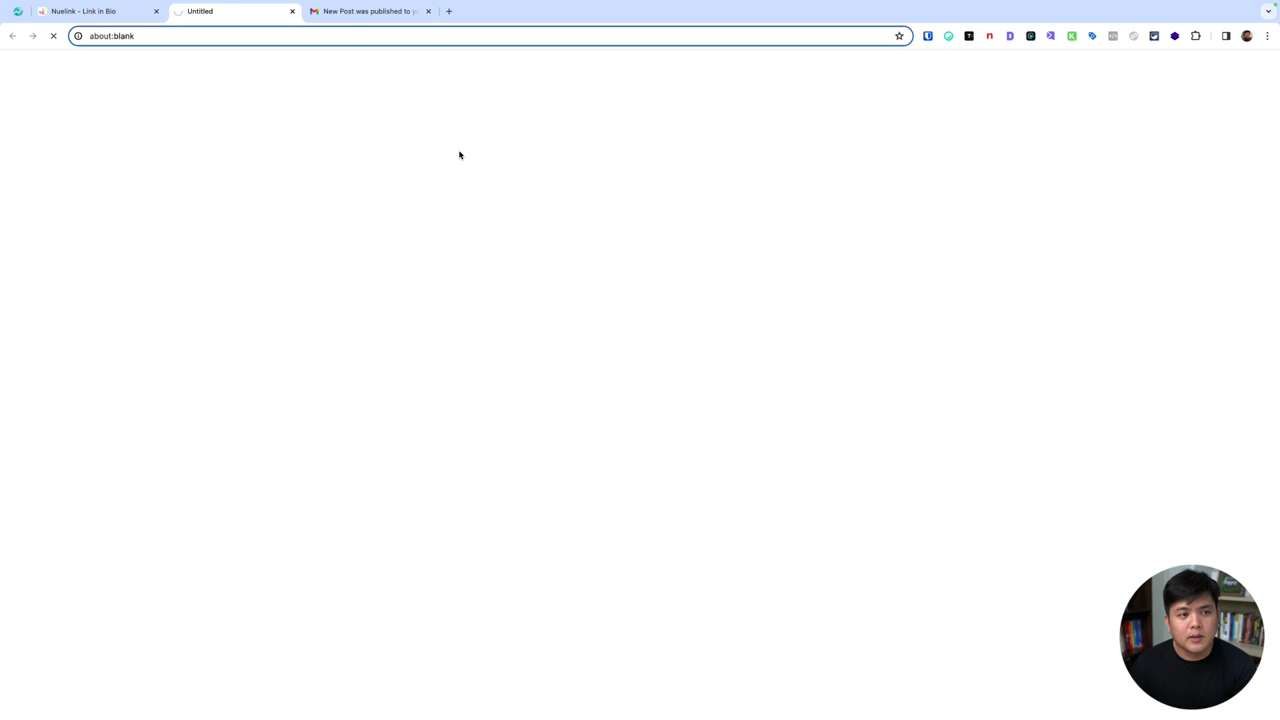 Nuelink - Link in Bio
Untitled
New Post was published to y
about:blank